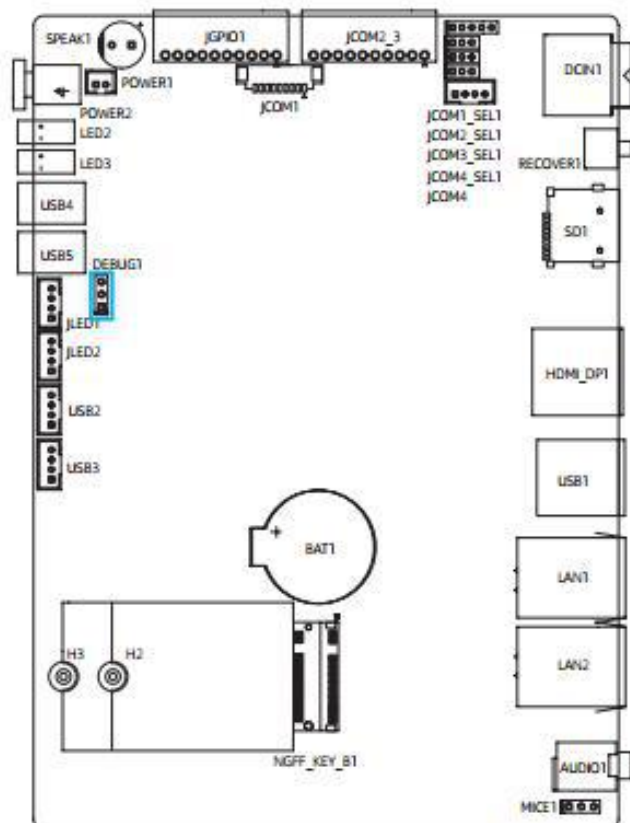 SPEAK1
JGPIO1
JCOM2_3
DCIN1
POWER1
JCOM1
POWER2
JCOM1_SEL1
LED2
JCOM2_SEL1
JCOM3_SEL1
RECOVER1
LED3
JCOM4_SEL1
JCOM4
USB4
SD1
USB5
DEBUG1
JLED1
JLED2
HDMI_DP1
USB2
USB3
USB1
BAT1
LAN1
H3
H2
LAN2
NGFF_KEY_B1
AUDIO1
MICE1